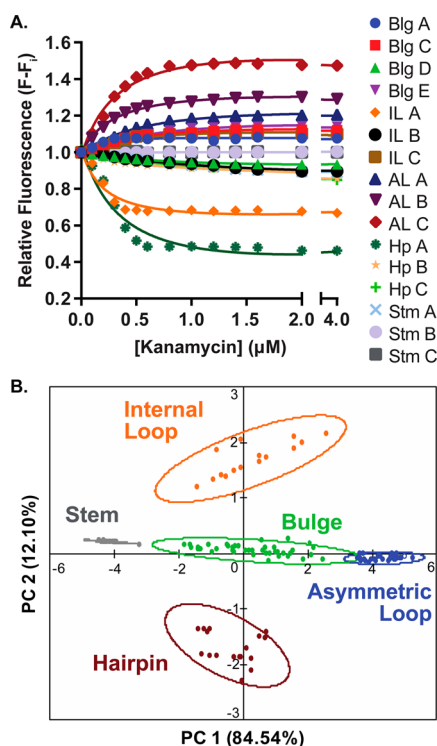 A.
Relative Fluorescence (F-Fi)
1.6
1.4
1.2
1.0
0.8
0.6
0.4
0.2
0.0 0.5 1.0 1.5 2.0 4.0
[Kanamycin] (µM)
Blg A
Blg C
Blg D
Blg E
IL A
IL B
IL C
AL A
AL B
AL C
Hp A
Hp B
Hp C
Stm A
Stm B
Stm C
B.
PC 2 (12.10%)
3
2
1
-6 -4 -2 0 2 4 6
-1
-2
-3
Internal
Loop
Stem
Bulge
Asymmetric
Loop
Hairpin
PC 1 (84.54%)